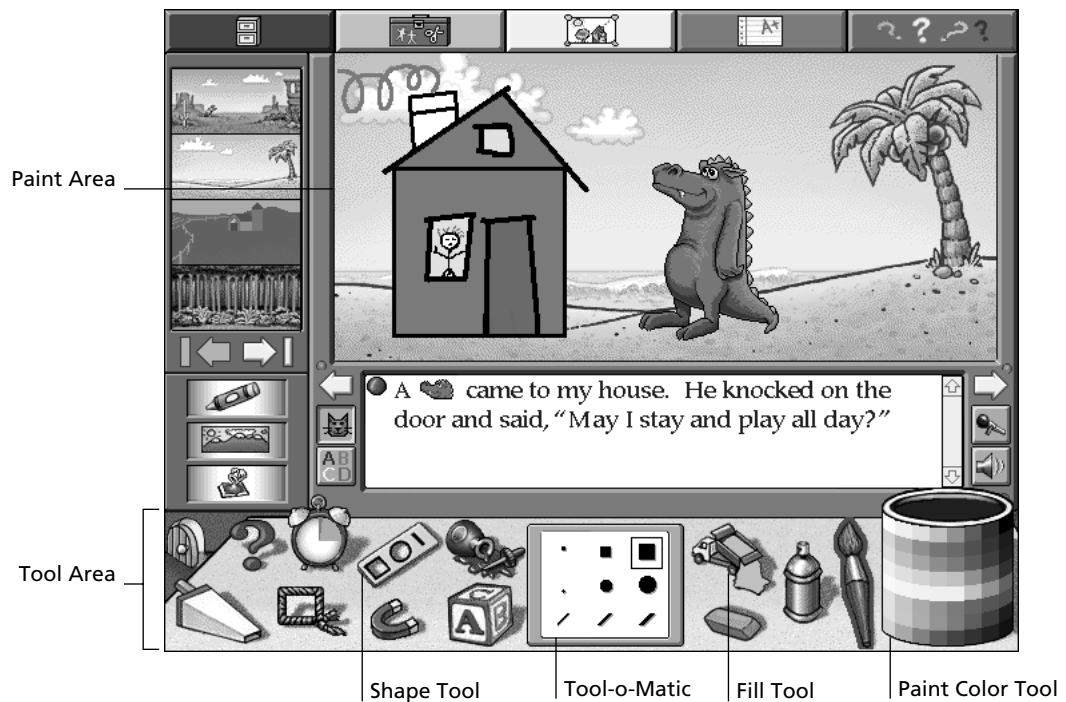 A+
? ? ? ?
Paint Area
A came to my house. He knocked on the
door and said, “May I stay and play all day?”
A B
C D
Tool Area
?
A B C
Shape Tool
Tool-o-Matic
Fill Tool
Paint Color Tool